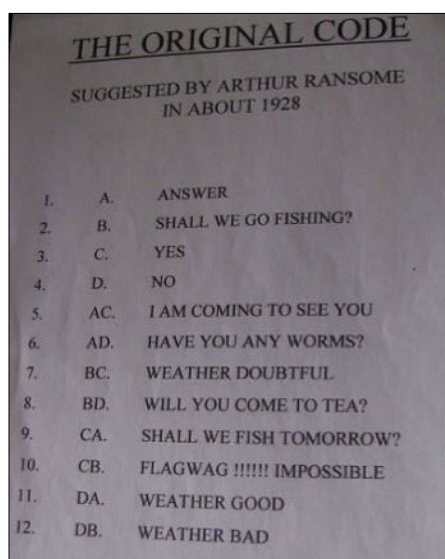 THE ORIGINAL CODE
SUGGESTED BY ARTHUR RANSOME
IN ABOUT 1928
1. A. ANSWER
2. B. SHALL WE GO FISHING?
3. C. YES
4. D. NO
5. AC. I AM COMING TO SEE YOU
6. AD. HAVE YOU ANY WORMS?
7. BC. WEATHER DOUBTFUL
8. BD. WILL YOU COME TO TEA?
9. CA. SHALL WE FISH TOMORROW?
10. CB. FLAGWAG !!!!!! IMPOSSIBLE
11. DA. WEATHER GOOD
12. DB. WEATHER BAD